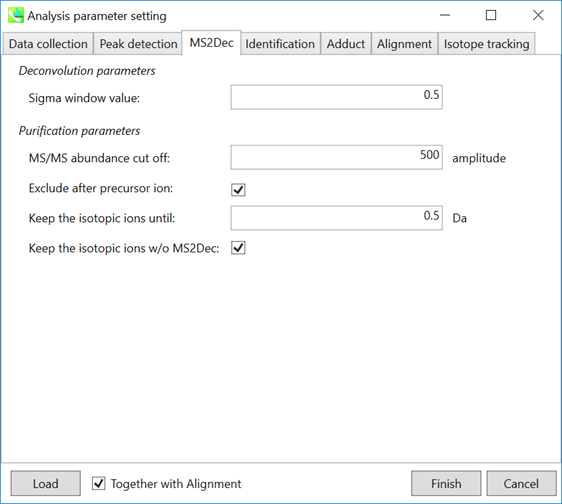 Analysis parameter setting
Data collection Peak detection MS2Dec Identification Adduct Alignment Isotope tracking
Deconvolution parameters
Sigma window value: 0.5
Purification parameters
MS/MS abundance cut off: 500 amplitude
Exclude after precursor ion:
Keep the isotopic ions until: 0.5 Da
Keep the isotopic ions w/o MS2Dec:
Load Together with Alignment Finish Cancel